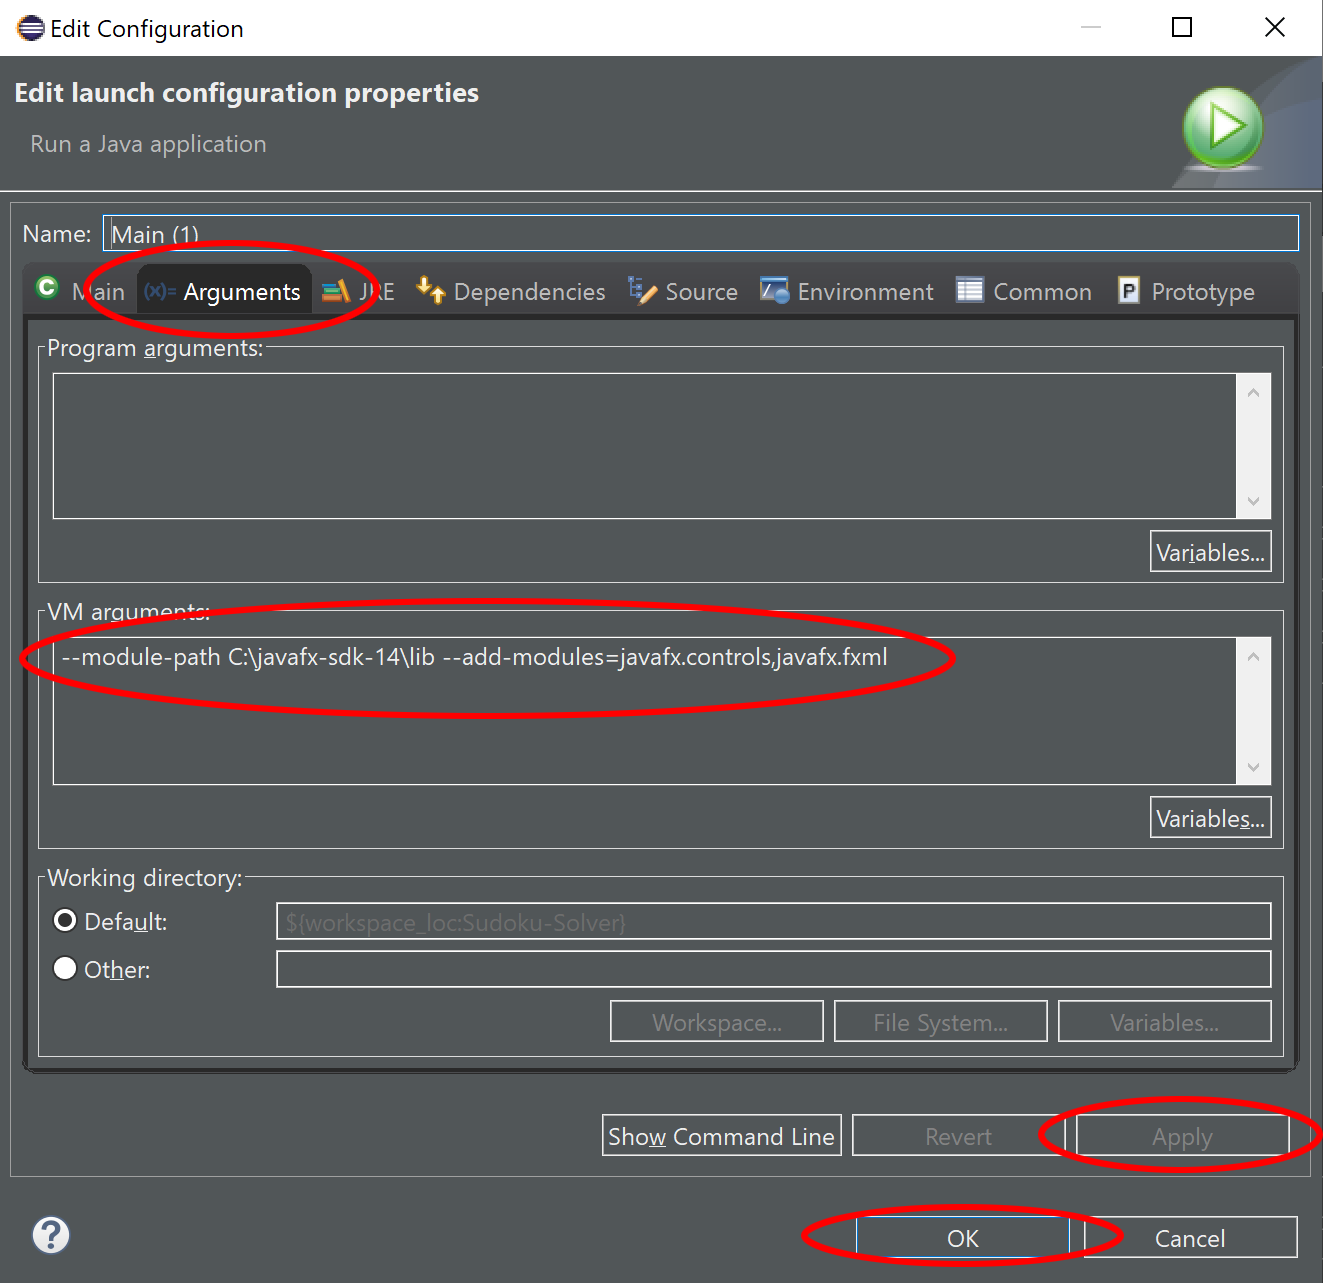 Edit Configuration
Edit launch configuration properties
Run a Java application
Name: Main (1)
C Main (x)= Arguments JRE Dependencies Source Environment Common P Prototype
Program arguments:
Variables...
VM arguments:
--module-path C:\javafx-sdk-14\lib --add-modules=javafx.controls,javafx.fxml
Variables...
Working directory:
Default: ${workspace_loc:Sudoku-Solver}
Other:
Workspace... File System... Variables...
Show Command Line Revert Apply
? OK Cancel